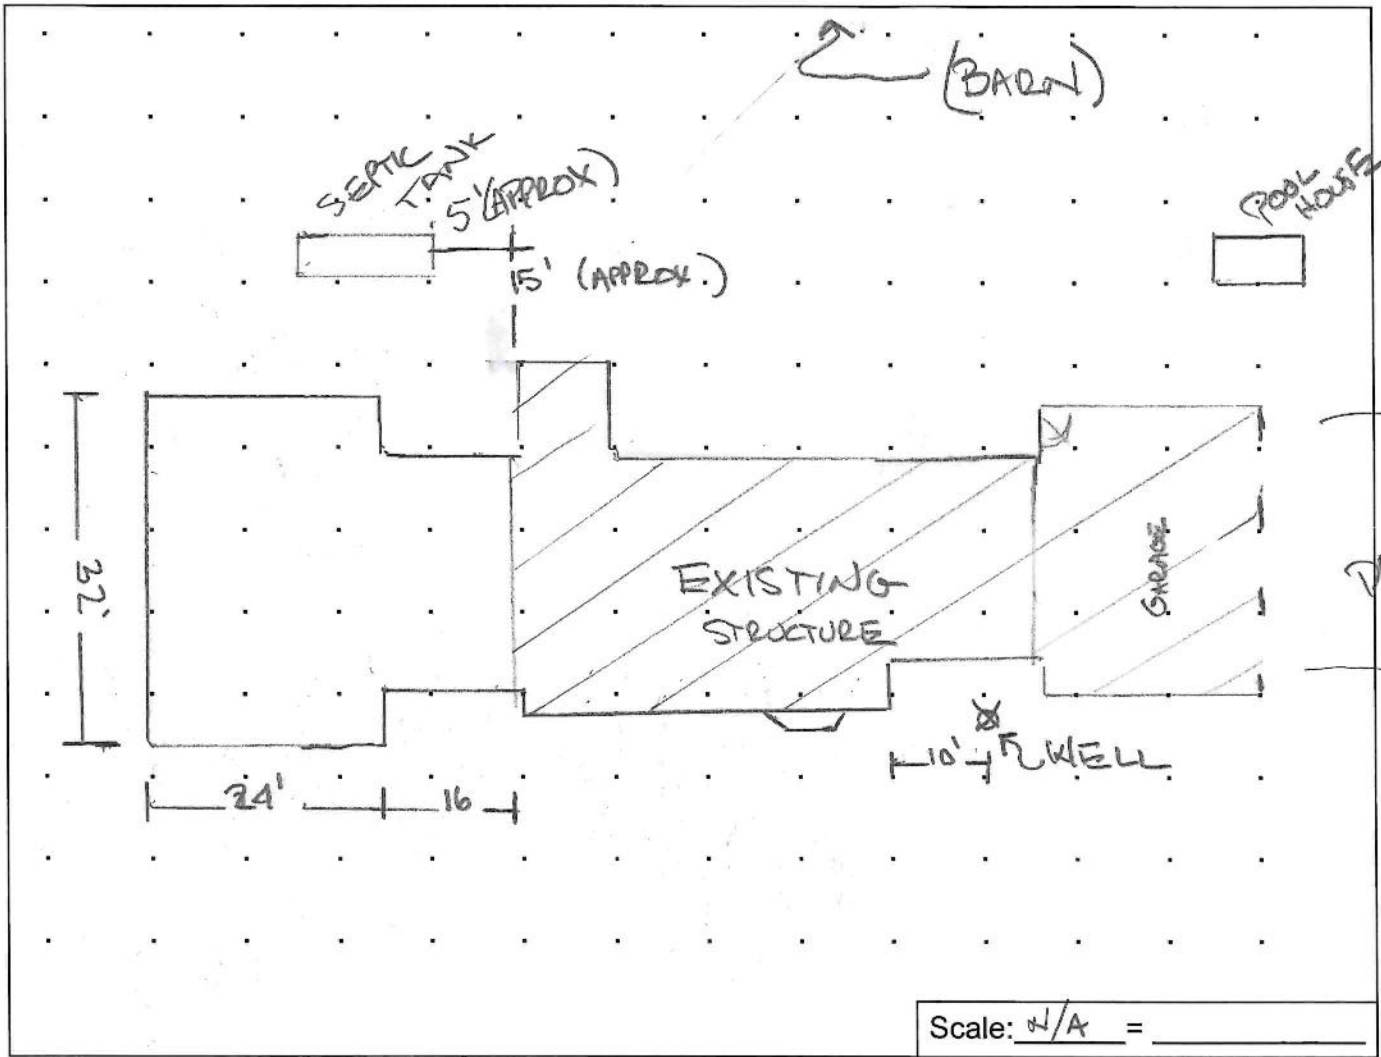 (BARN)
SEPTIC
TANK
5' (APPROX)
POOL
HOUSE
15' (APPROX.)
32'
EXISTING
STRUCTURE
GARAGE
10'
WELL
24'
16
Scale: N/A =